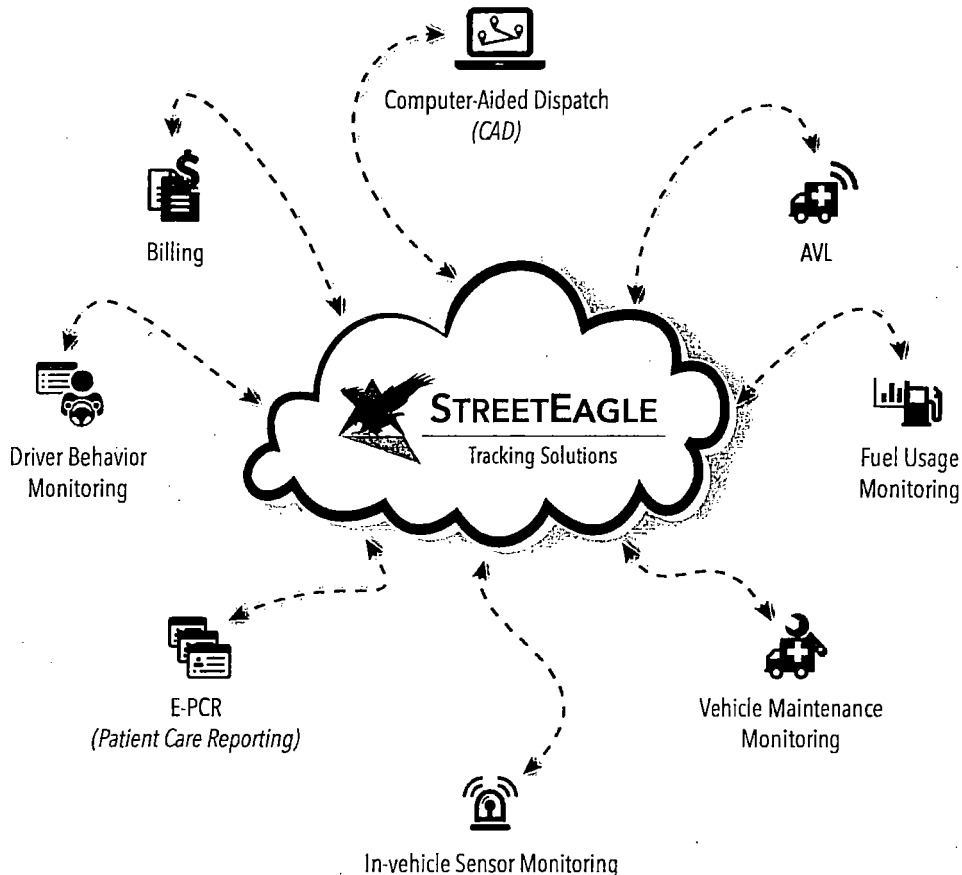 Computer-Aided Dispatch
(CAD)
Billing
AVL
STREETEAGLE
Tracking Solutions
Driver Behavior
Monitoring
Fuel Usage
Monitoring
E-PCR
(Patient Care Reporting)
Vehicle Maintenance
Monitoring
In-vehicle Sensor Monitoring